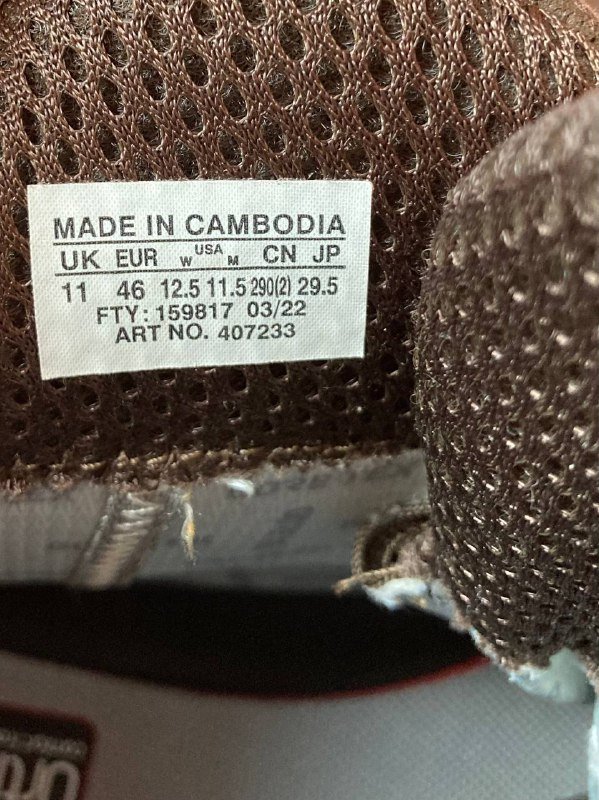 MADE IN CAMBODIA
UK EUR W USA M CN JP
11 46 12.5 11.5 290(2) 29.5
FTY: 159817 03/22
ART NO. 407233